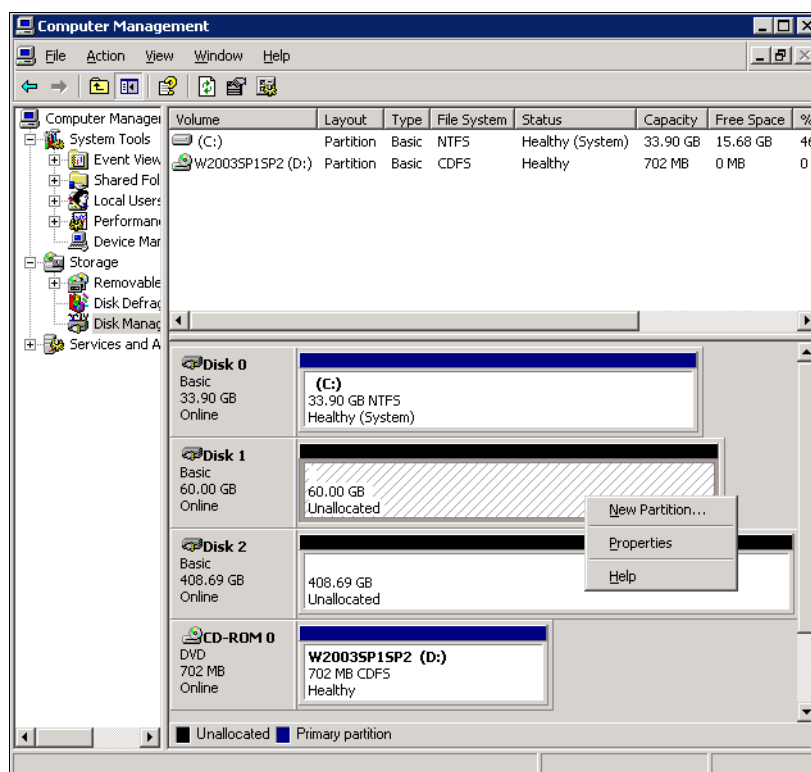 Computer Management
File Action View Window Help
Computer Manager
System Tools
Event View
Shared Fol
Local Users
Performan
Device Mar
Storage
Removable
Disk Defrag
Disk Manag
Services and A
Volume Layout Type File System Status Capacity Free Space %
(C:) Partition Basic NTFS Healthy (System) 33.90 GB 15.68 GB 46
W2003SP1SP2 (D:) Partition Basic CDFS Healthy 702 MB 0 MB 0
Disk 0
Basic
33.90 GB
Online
(C:)
33.90 GB NTFS
Healthy (System)
Disk 1
Basic
60.00 GB
Online
60.00 GB
Unallocated
New Partition...
Properties
Help
Disk 2
Basic
408.69 GB
Online
408.69 GB
Unallocated
CD-ROM 0
DVD
702 MB
Online
W2003SP1SP2 (D:)
702 MB CDFS
Healthy
Unallocated Primary partition